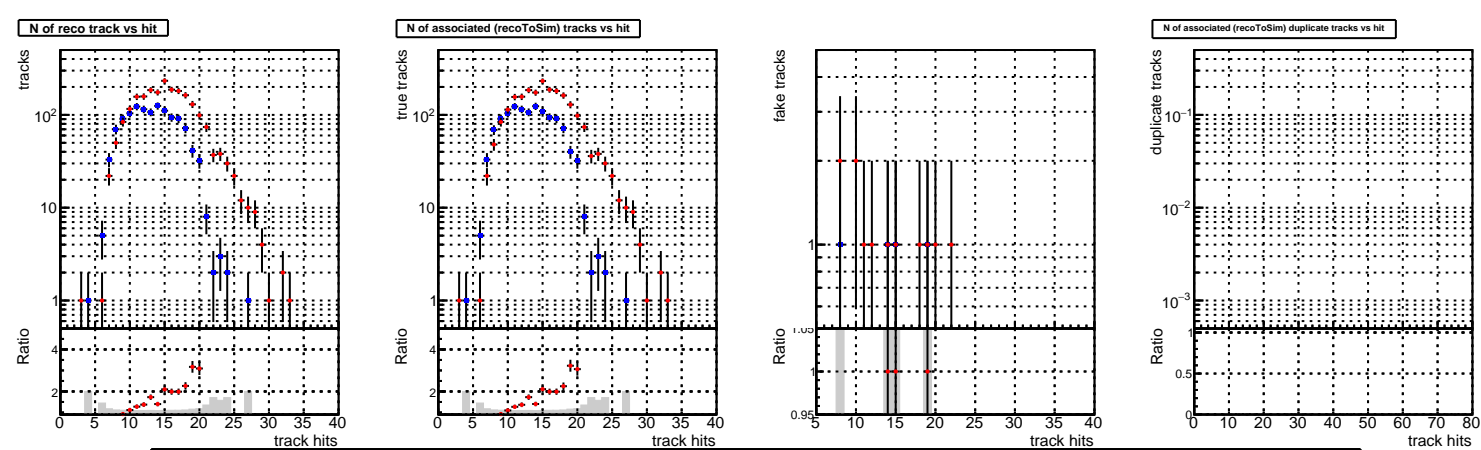 N of reco track vs hit
tracks
10²
10
1
Ratio
4
2
0 5 10 15 20 25 30 35 40
track hits
N of associated (recoToSim) tracks vs hit
true tracks
10²
10
1
Ratio
4
2
0 5 10 15 20 25 30 35 40
track hits
fake tracks
1
Ratio
1.05
1
0.95
5 10 15 20 25 30 35 40
track hits
N of associated (recoToSim) duplicate tracks vs hit
duplicate tracks
10⁻¹
10⁻²
10⁻³
Ratio
1
0.5
0
0 10 20 30 40 50 60 70 80
track hits